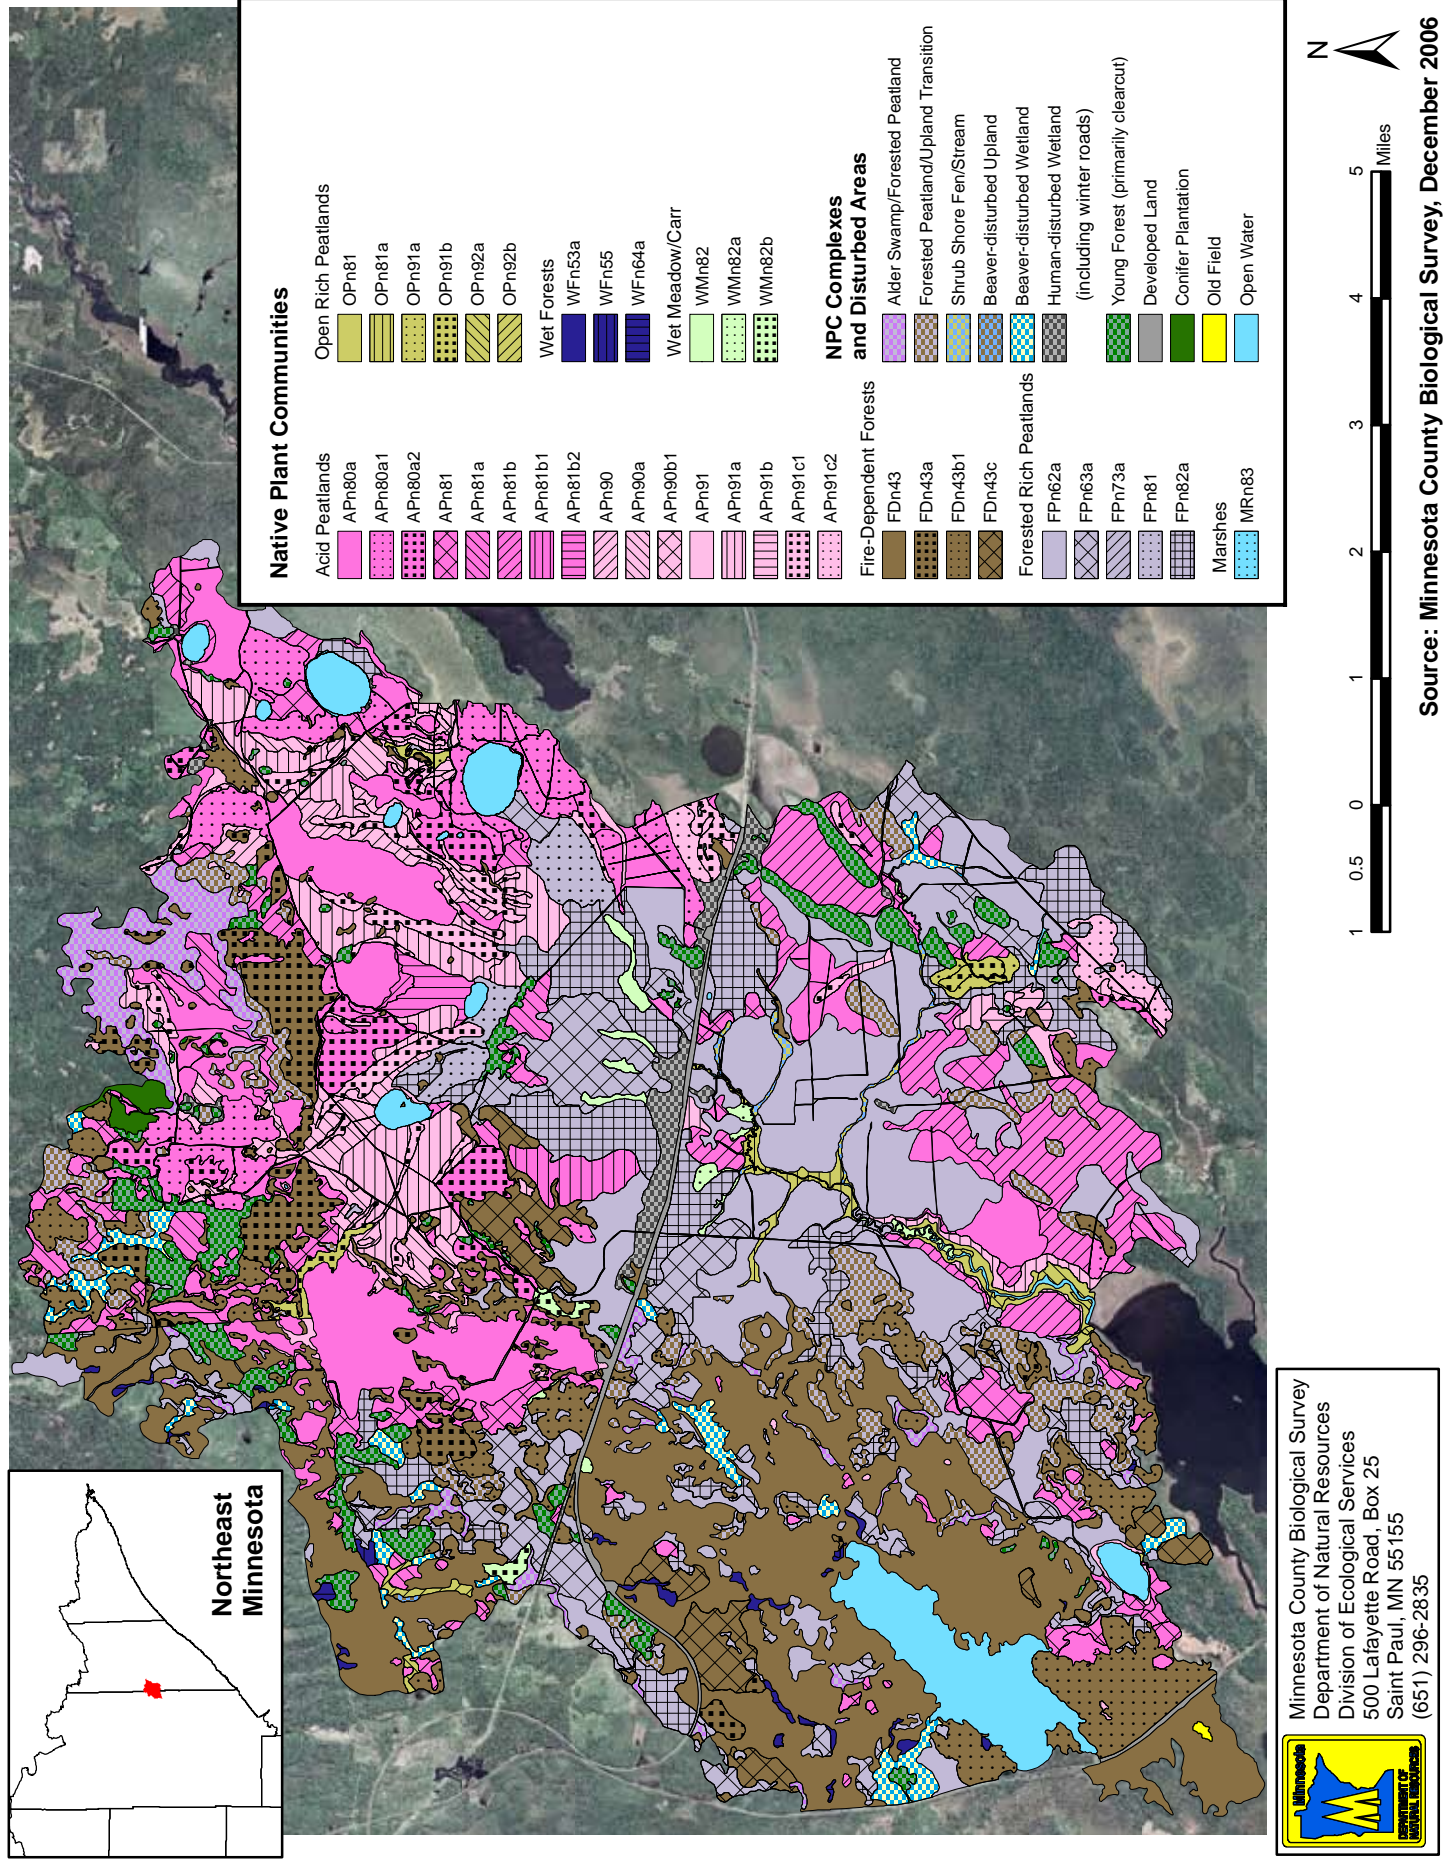 Northeast
Minnesota
Native Plant Communities
Acid Peatlands
APn80a
APn80a1
APn80a2
APn81
APn81a
APn81b
APn81b1
APn81b2
APn90
APn90a
APn90b1
APn91
APn91a
APn91b
APn91c1
APn91c2
Fire-Dependent Forests
FDn43
FDn43a
FDn43b1
FDn43c
Forested Rich Peatlands
FPn62a
FPn63a
FPn73a
FPn81
FPn82a
Marshes
MRn83
Open Rich Peatlands
OPn81
OPn81a
OPn91a
OPn91b
OPn92a
OPn92b
Wet Forests
WFn53a
WFn55
WFn64a
Wet Meadow/Carr
WMn82
WMn82a
WMn82b
NPC Complexes
and Disturbed Areas
Alder Swamp/Forested Peatland
Forested Peatland/Upland Transition
Shrub Shore Fen/Stream
Beaver-disturbed Upland
Beaver-disturbed Wetland
Human-disturbed Wetland
(including winter roads)
Young Forest (primarily clearcut)
Developed Land
Conifer Plantation
Old Field
Open Water
Minnesota
DEPARTMENT OF
NATURAL RESOURCES
Minnesota County Biological Survey
Department of Natural Resources
Division of Ecological Services
500 Lafayette Road, Box 25
Saint Paul, MN 55155
(651) 296-2835
N
1 0.5 0 1 2 3 4 5
Miles
Source: Minnesota County Biological Survey, December 2006